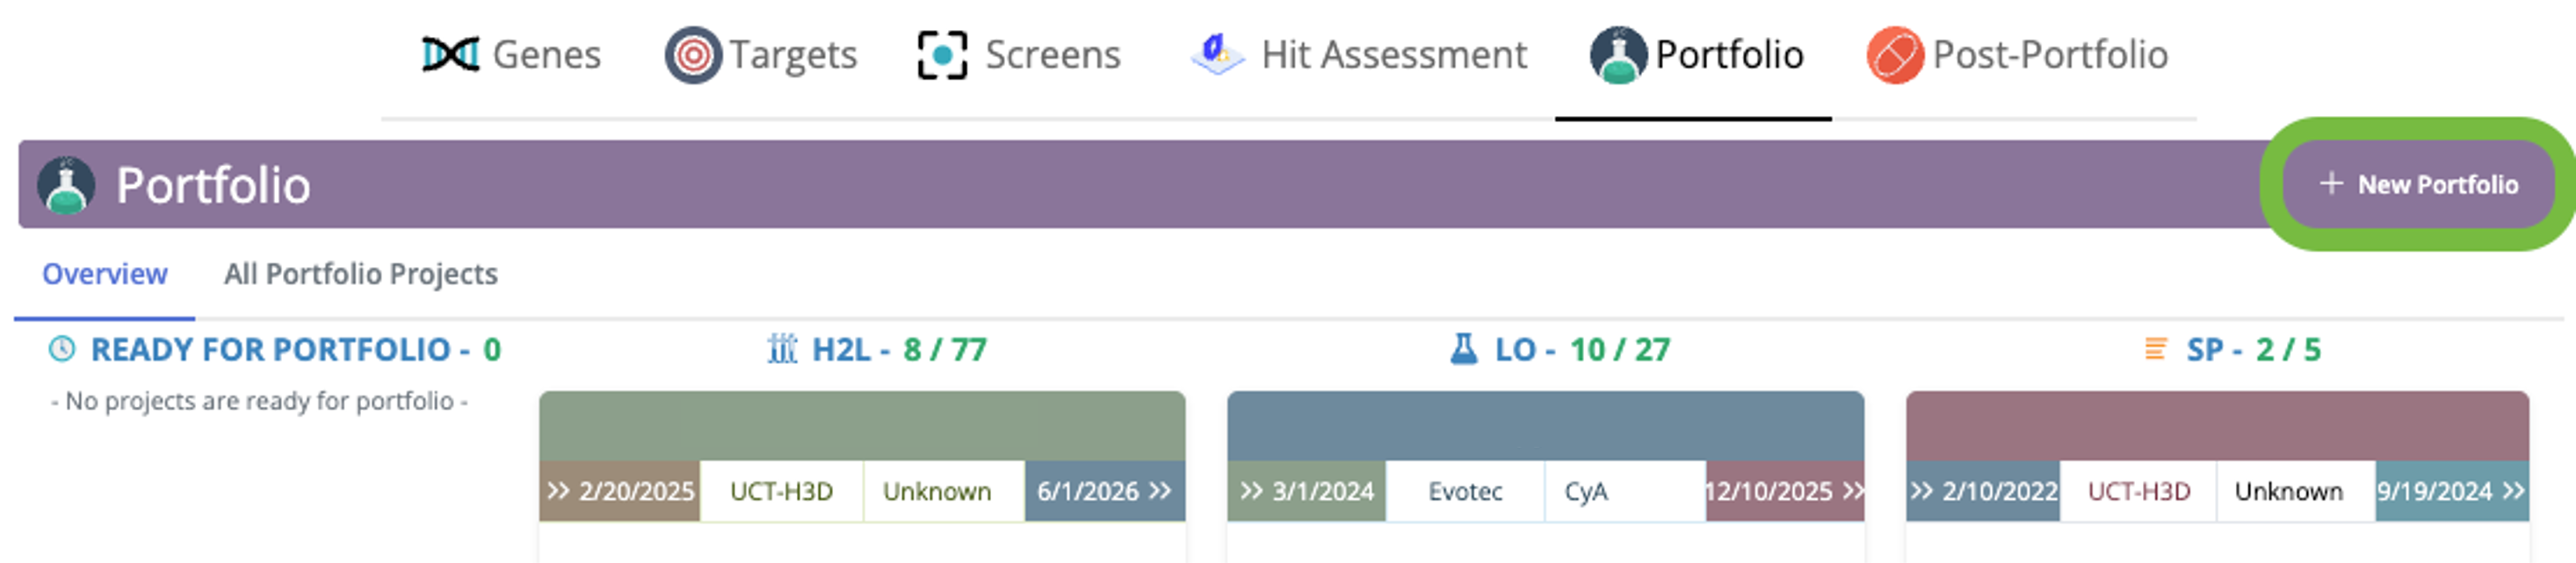 Genes Targets Screens Hit Assessment Portfolio Post-Portfolio
Portfolio + New Portfolio
Overview All Portfolio Projects
READY FOR PORTFOLIO - 0 H2L - 8 / 77 LO - 10 / 27 SP - 2 / 5
- No projects are ready for portfolio -
>> 2/20/2025 UCT-H3D Unknown 6/1/2026 >> >> 3/1/2024 Evotec CyA 12/10/2025 >> >> 2/10/2022 UCT-H3D Unknown 9/19/2024 >>